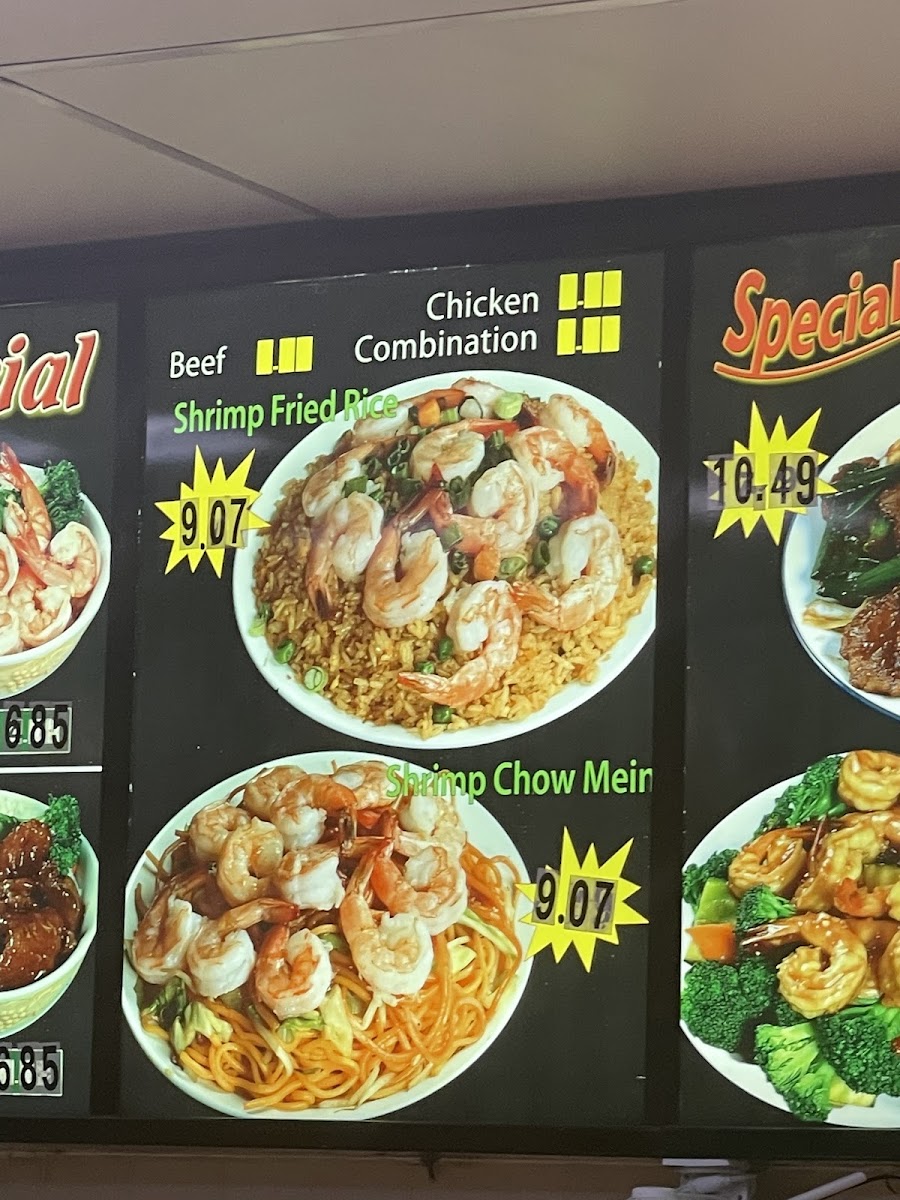 ial
6.85
6.85
Chicken
Beef
Combination
Shrimp Fried Rice
9.07
Shrimp Chow Mein
9.07
Special
10.49